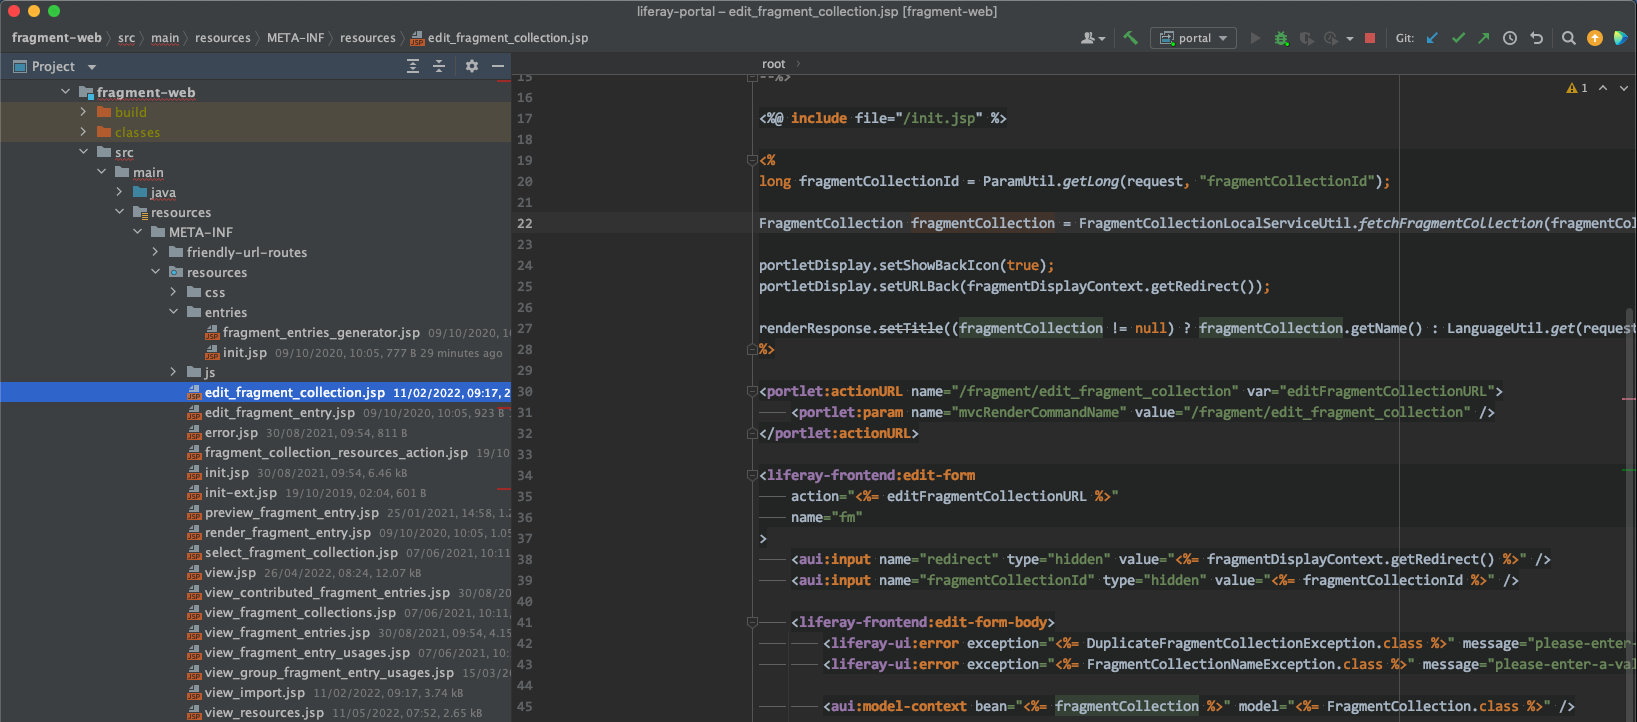 liferay-portal – edit_fragment_collection.jsp [fragment-web]
fragment-web src main resources META-INF resources edit_fragment_collection.jsp
portal Git:
Project
root
fragment-web
build
classes
src
main
java
resources
META-INF
friendly-url-routes
resources
css
entries
fragment_entries_generator.jsp 09/10/2020, 1
init.jsp 09/10/2020, 10:05, 777 B 29 minutes ago
js
edit_fragment_collection.jsp 11/02/2022, 09:17, 2
edit_fragment_entry.jsp 09/10/2020, 10:05, 923 B
error.jsp 30/08/2021, 09:54, 811 B
fragment_collection_resources_action.jsp 19/10
init.jsp 30/08/2021, 09:54, 6.46 kB
init-ext.jsp 19/10/2019, 02:04, 601 B
preview_fragment_entry.jsp 25/01/2021, 14:58, 1.2
render_fragment_entry.jsp 09/10/2020, 10:05, 1.05
select_fragment_collection.jsp 07/06/2021, 10:11
view.jsp 26/04/2022, 08:24, 12.07 kB
view_contributed_fragment_entries.jsp 30/08/20
view_fragment_collections.jsp 07/06/2021, 10:11,
view_fragment_entries.jsp 30/08/2021, 09:54, 4.15
view_fragment_entry_usages.jsp 07/06/2021, 10:
view_group_fragment_entry_usages.jsp 15/03/20
view_import.jsp 11/02/2022, 09:17, 3.74 kB
view_resources.jsp 11/05/2022, 07:52, 2.65 kB
1
15 --%>
16
17 <%@ include file="/init.jsp" %>
18
19 <%
20 long fragmentCollectionId = ParamUtil.getLong(request, "fragmentCollectionId");
21
22 FragmentCollection fragmentCollection = FragmentCollectionLocalServiceUtil.fetchFragmentCollection(fragmentCol
23
24 portletDisplay.setShowBackIcon(true);
25 portletDisplay.setURLBack(fragmentDisplayContext.getRedirect());
26
27 renderResponse.setTitle((fragmentCollection != null) ? fragmentCollection.getName() : LanguageUtil.get(request
28 %>
29
30 <portlet:actionURL name="/fragment/edit_fragment_collection" var="editFragmentCollectionURL">
31 <portlet:param name="mvcRenderCommandName" value="/fragment/edit_fragment_collection" />
32 </portlet:actionURL>
33
34 <liferay-frontend:edit-form
35 action="<%= editFragmentCollectionURL %>"
36 name="fm"
37 >
38 <aui:input name="redirect" type="hidden" value="<%= fragmentDisplayContext.getRedirect() %>" />
39 <aui:input name="fragmentCollectionId" type="hidden" value="<%= fragmentCollectionId %>" />
40
41 <liferay-frontend:edit-form-body>
42 <liferay-ui:error exception="<%= DuplicateFragmentCollectionException.class %>" message="please-enter-
43 <liferay-ui:error exception="<%= FragmentCollectionNameException.class %>" message="please-enter-a-val
44
45 <aui:model-context bean="<%= fragmentCollection %>" model="<%= FragmentCollection.class %>" />